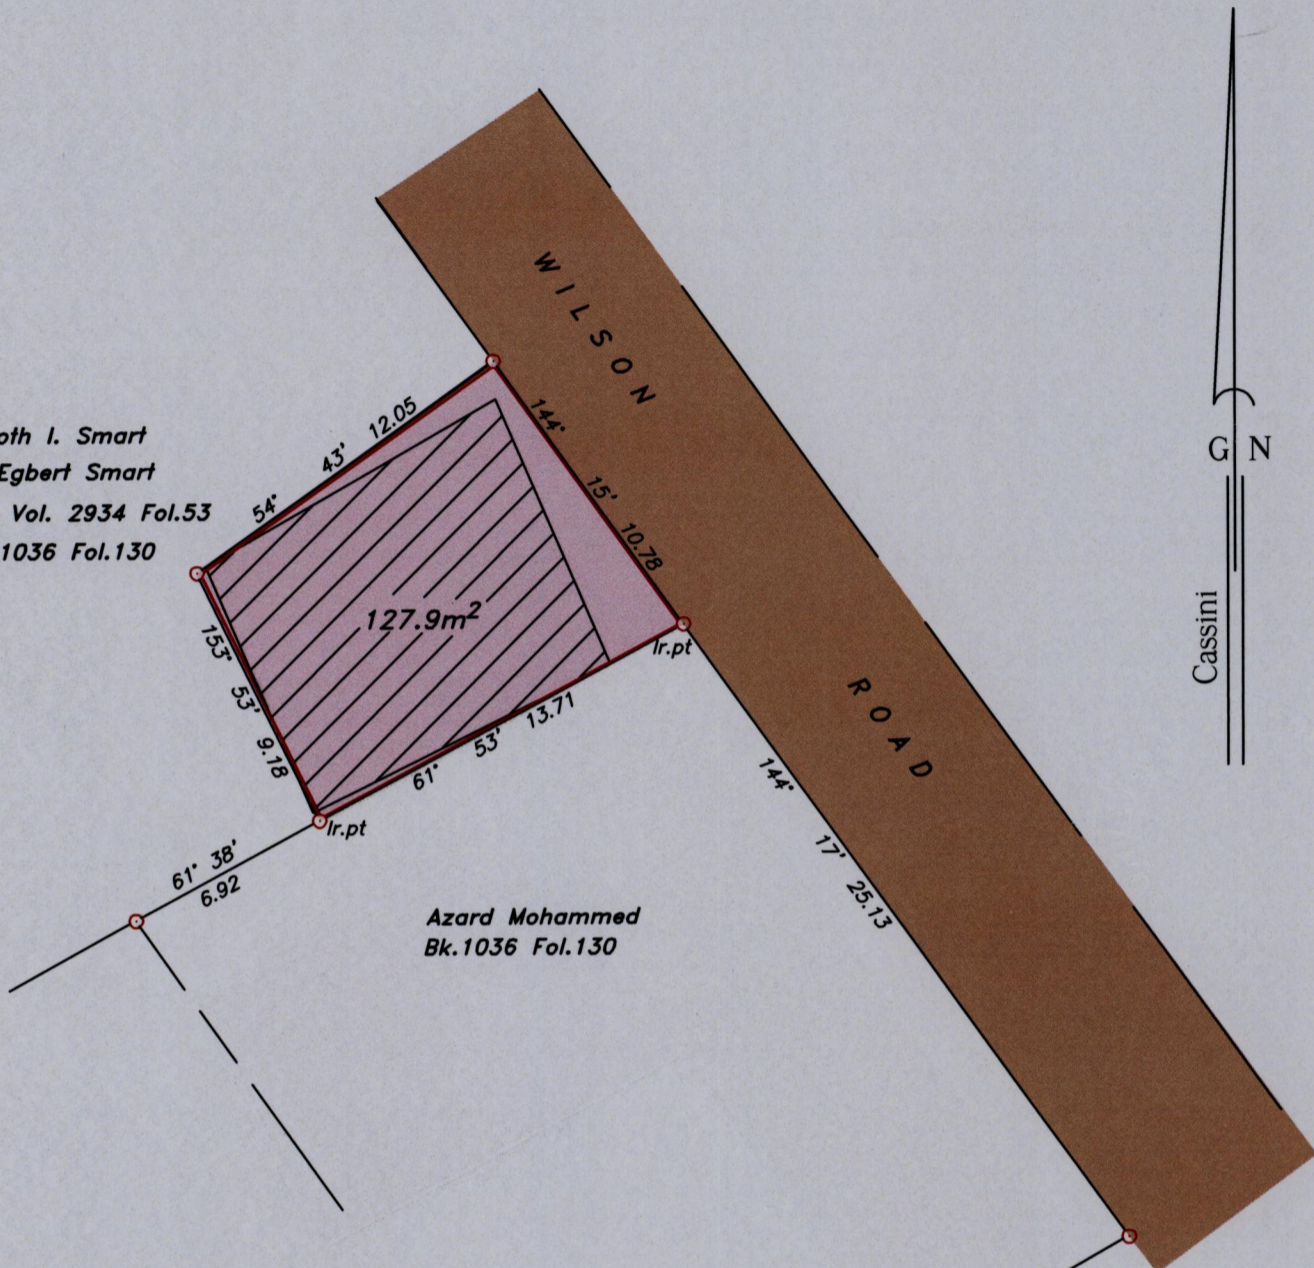 WILSON
ROAD
oth I. Smart
Egbert Smart
Vol. 2934 Fol.53
1036 Fol.130
54° 43' 12.05
144° 15' 10.78
127.9m²
153° 53' 9.18
61° 53' 13.71
Ir.pt
Ir.pt
61° 38'
6.92
144° 17' 25.13
Azard Mohammed
Bk.1036 Fol.130
G N
Cassini